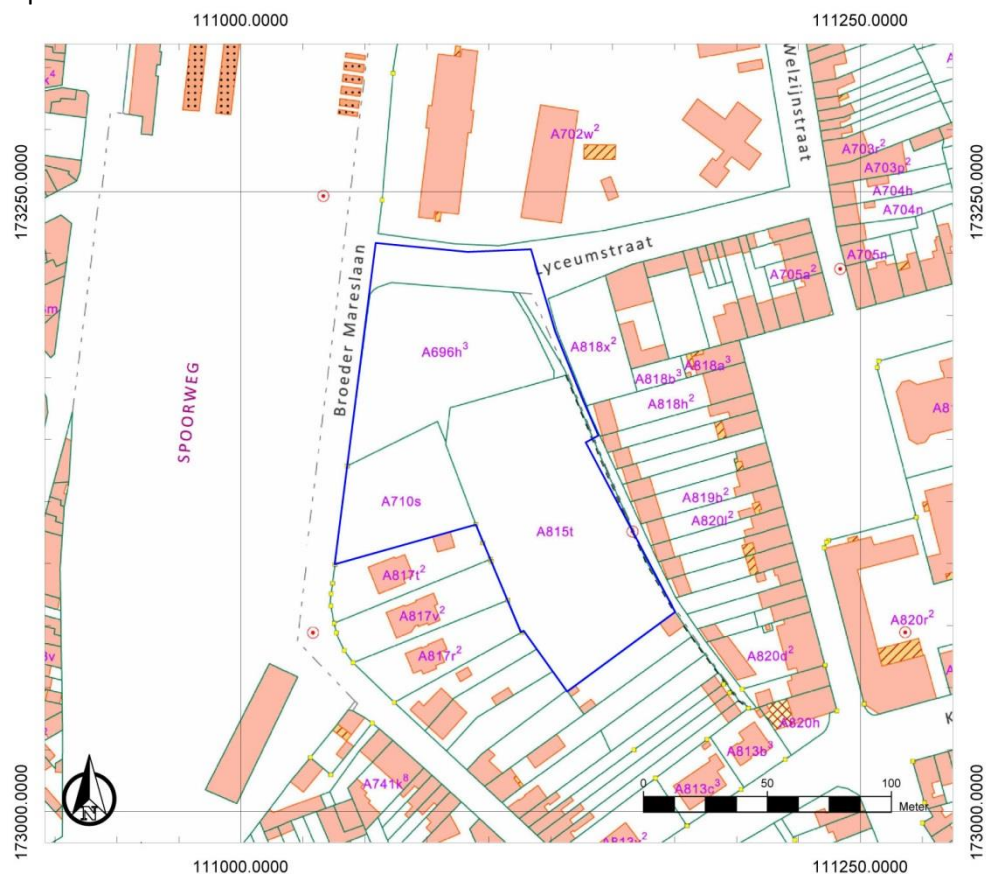 111000.0000
111250.0000
173250.0000
173250.0000
Welzijnstraat
A702w²
A703r²
A703p²
A704h
A704n
Lyceumstraat
A705n
A705a²
Broeder Mareslaan
SPOORWEG
A696h³
A818x²
A818b³
A818a³
A818h²
A710s
A815t
A819b²
A820l²
A817t²
A817v²
A817r²
A820r²
A820d²
A820h
A813b³
A813c³
A741k⁸
0
50
100
Meter
N
173000.0000
173000.0000
111000.0000
111250.0000